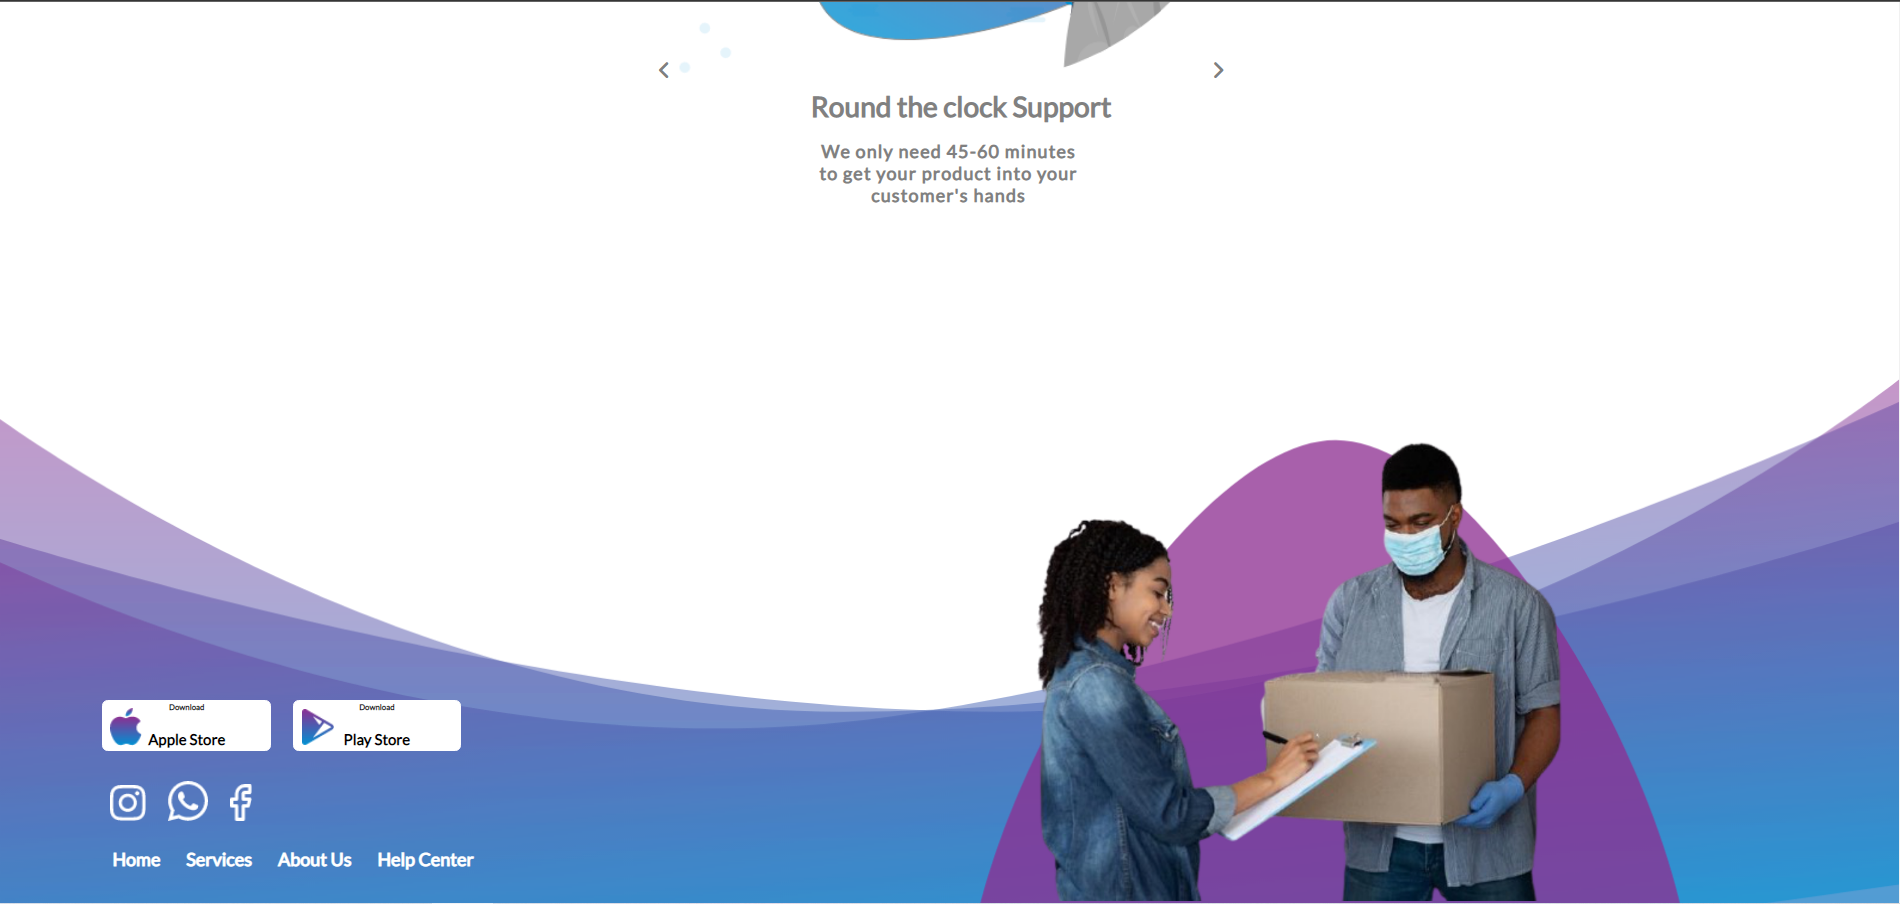 Round the clock Support
We only need 45-60 minutes
to get your product into your
customer's hands
Download
Apple Store
Download
Play Store
Home Services About Us Help Center